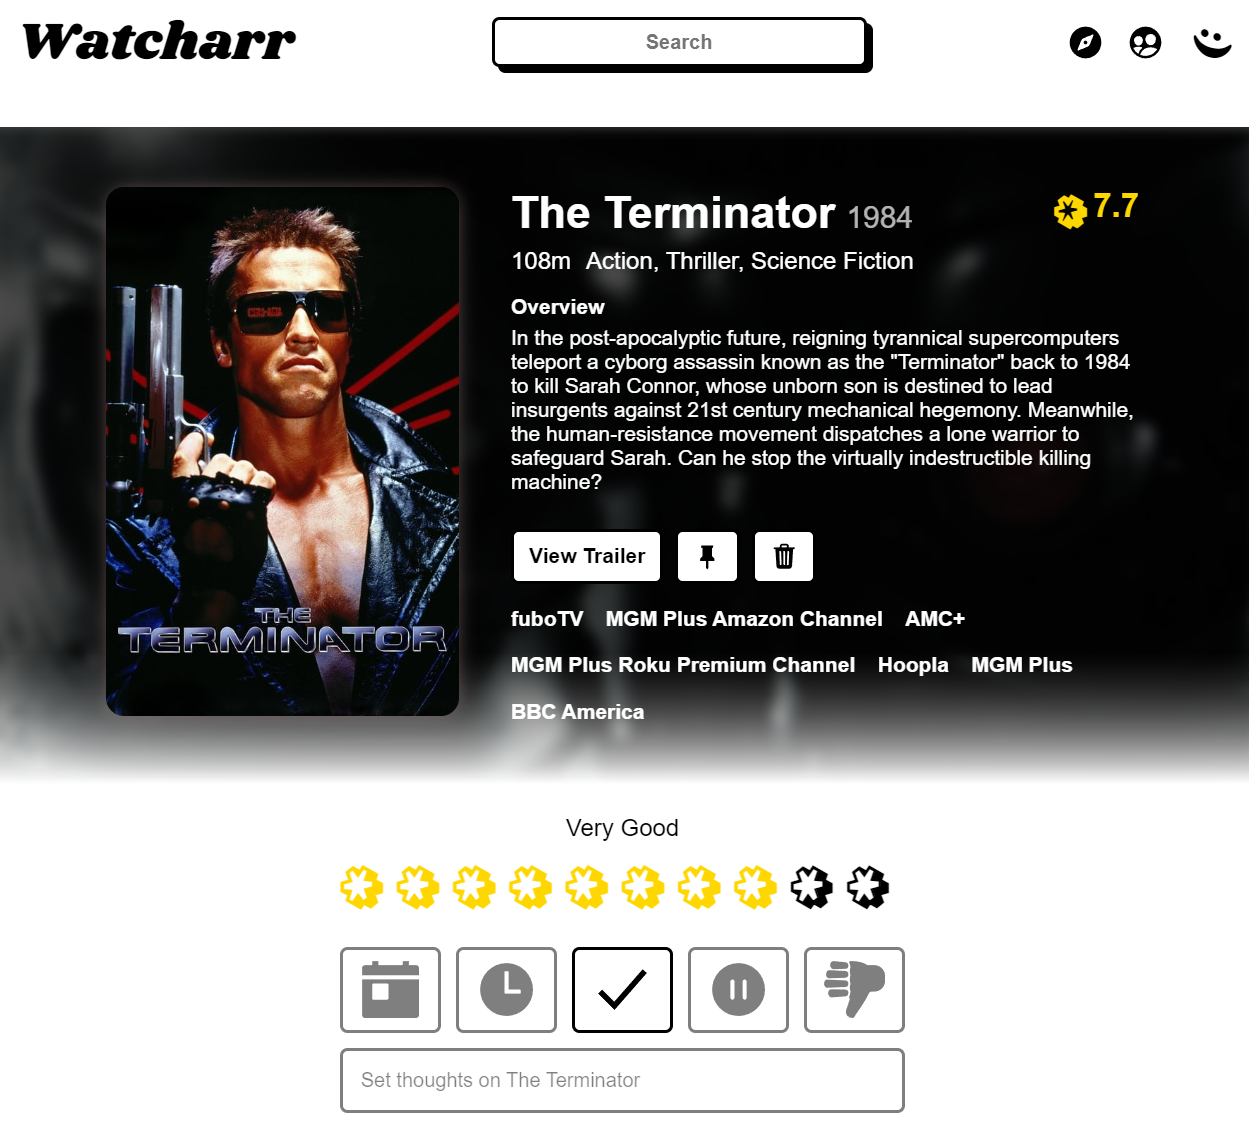 Watcharr
Search
The Terminator 1984
7.7
108m Action, Thriller, Science Fiction
Overview
In the post-apocalyptic future, reigning tyrannical supercomputers
teleport a cyborg assassin known as the "Terminator" back to 1984
to kill Sarah Connor, whose unborn son is destined to lead
insurgents against 21st century mechanical hegemony. Meanwhile,
the human-resistance movement dispatches a lone warrior to
safeguard Sarah. Can he stop the virtually indestructible killing
machine?
THE
TERMINATOR
View Trailer
fuboTV MGM Plus Amazon Channel AMC+
MGM Plus Roku Premium Channel Hoopla MGM Plus
BBC America
Very Good
Set thoughts on The Terminator